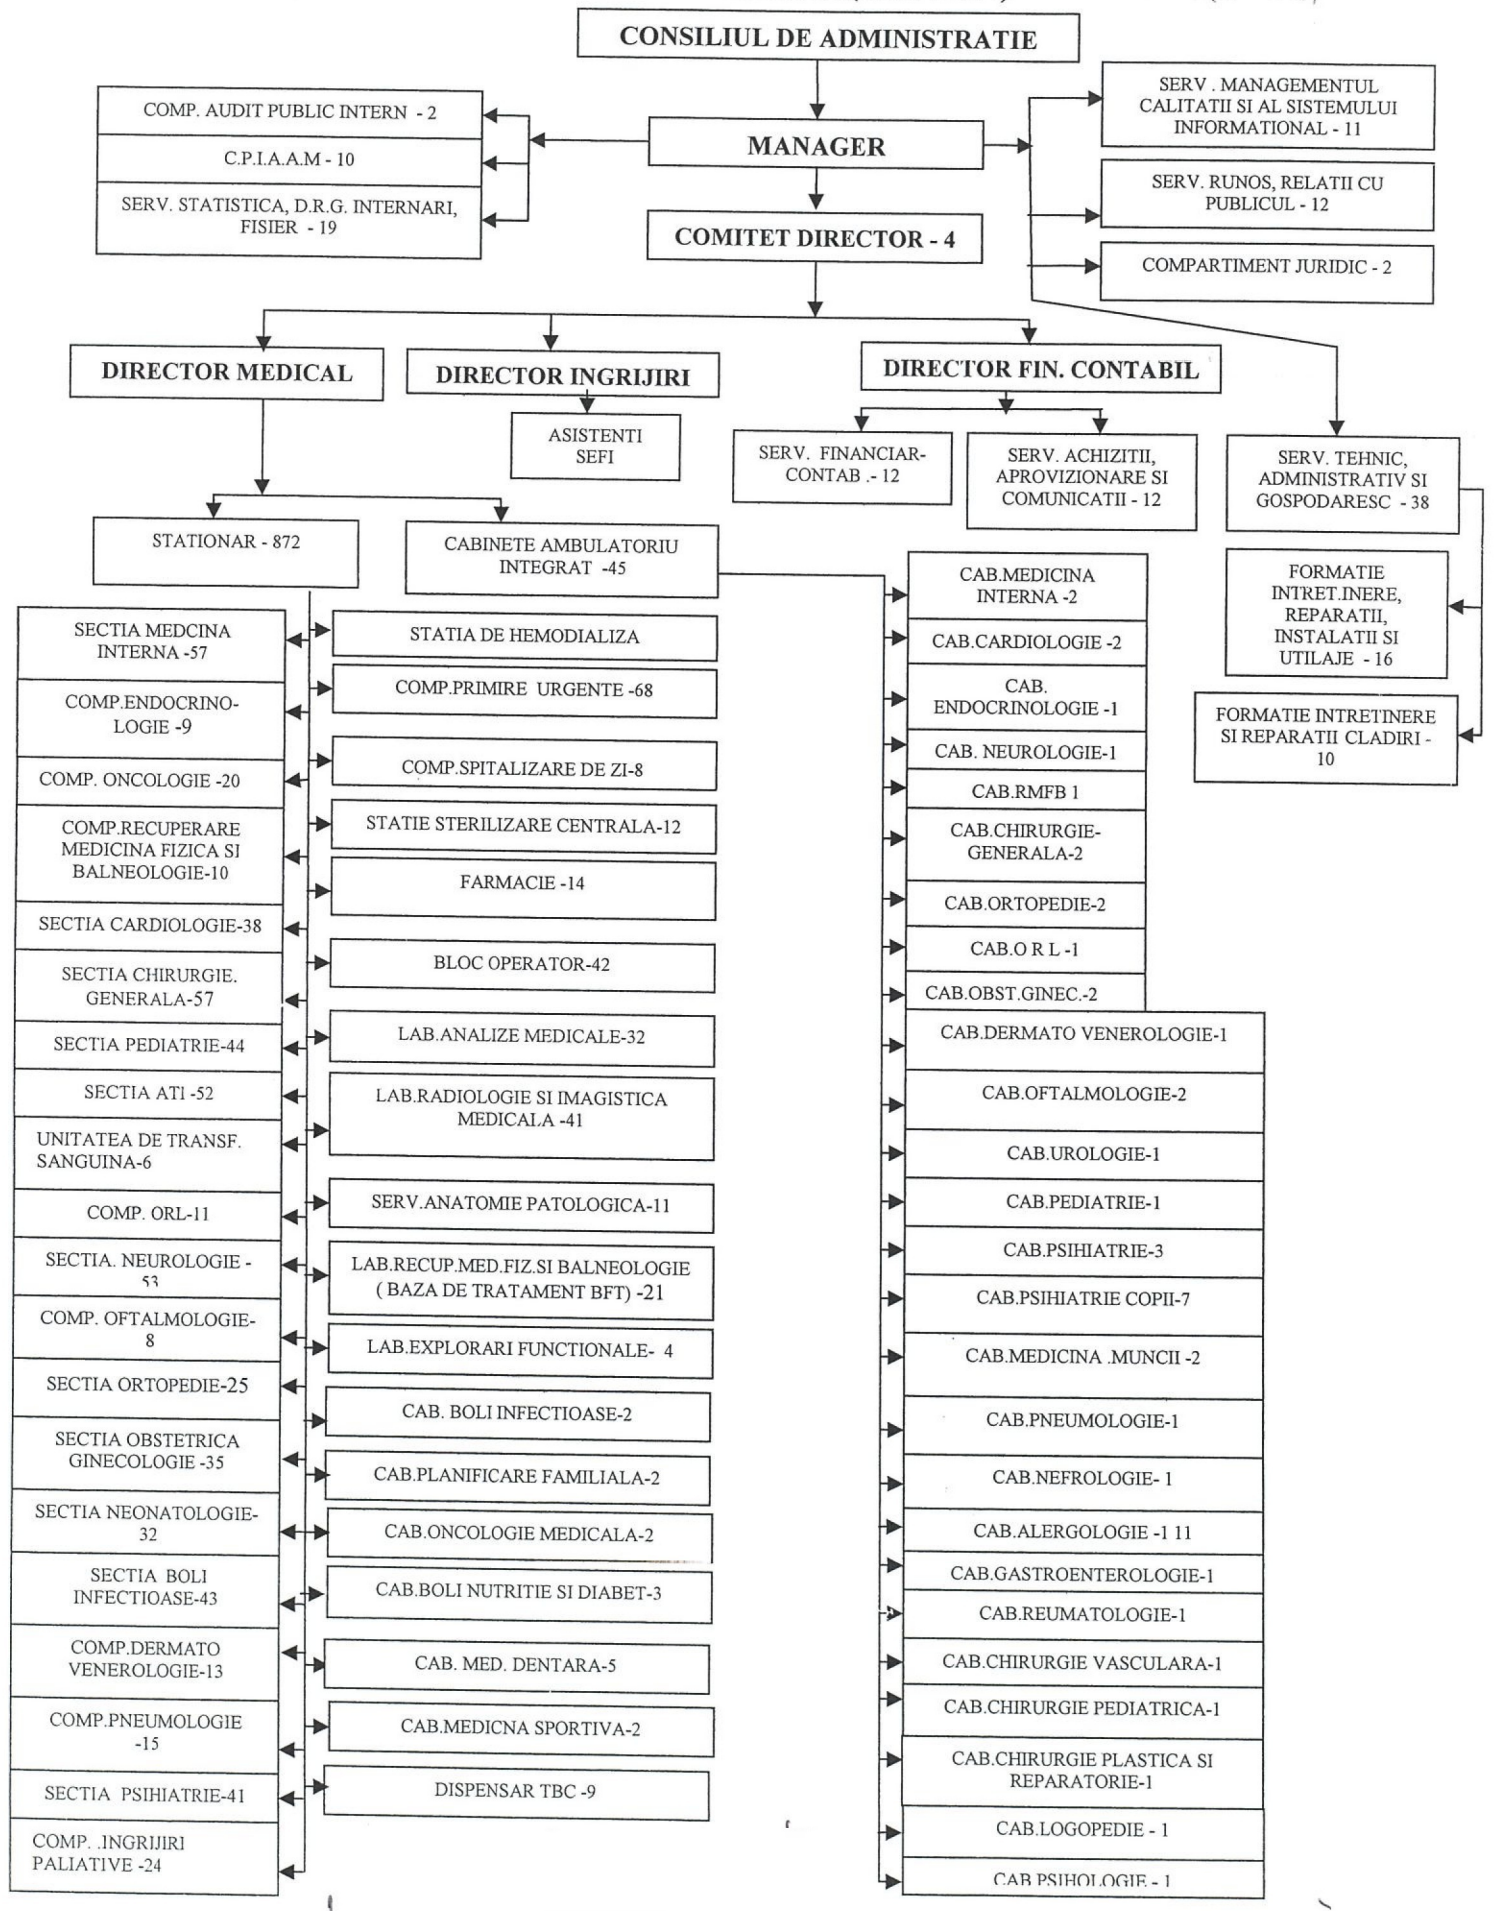 CONSILIUL DE ADMINISTRATIE
COMP. AUDIT PUBLIC INTERN - 2
C.P.I.A.A.M - 10
SERV. STATISTICA, D.R.G. INTERNARI,
FISIER - 19
MANAGER
COMITET DIRECTOR - 4
SERV . MANAGEMENTUL
CALITATII SI AL SISTEMULUI
INFORMATIONAL - 11
SERV. RUNOS, RELATII CU
PUBLICUL - 12
COMPARTIMENT JURIDIC - 2
DIRECTOR MEDICAL
DIRECTOR INGRIJIRI
DIRECTOR FIN. CONTABIL
ASISTENTI
SEFI
SERV. FINANCIAR-
CONTAB .- 12
SERV. ACHIZITII,
APROVIZIONARE SI
COMUNICATII - 12
SERV. TEHNIC,
ADMINISTRATIV SI
GOSPODARESC - 38
FORMATIE
INTRET.INERE,
REPARATII,
INSTALATII SI
UTILAJE - 16
FORMATIE INTRETINERE
SI REPARATII CLADIRI -
10
STATIONAR - 872
CABINETE AMBULATORIU
INTEGRAT -45
SECTIA MEDCINA
INTERNA -57
COMP.ENDOCRINO-
LOGIE -9
COMP. ONCOLOGIE -20
COMP.RECUPERARE
MEDICINA FIZICA SI
BALNEOLOGIE-10
SECTIA CARDIOLOGIE-38
SECTIA CHIRURGIE.
GENERALA-57
SECTIA PEDIATRIE-44
SECTIA ATI -52
UNITATEA DE TRANSF.
SANGUINA-6
COMP. ORL-11
SECTIA. NEUROLOGIE -
53
COMP. OFTALMOLOGIE-
8
SECTIA ORTOPEDIE-25
SECTIA OBSTETRICA
GINECOLOGIE -35
SECTIA NEONATOLOGIE-
32
SECTIA BOLI
INFECTIOASE-43
COMP.DERMATO
VENEROLOGIE-13
COMP.PNEUMOLOGIE
-15
SECTIA PSIHIATRIE-41
COMP. .INGRIJIRI
PALIATIVE -24
STATIA DE HEMODIALIZA
COMP.PRIMIRE URGENTE -68
COMP.SPITALIZARE DE ZI-8
STATIE STERILIZARE CENTRALA-12
FARMACIE -14
BLOC OPERATOR-42
LAB.ANALIZE MEDICALE-32
LAB.RADIOLOGIE SI IMAGISTICA
MEDICALA -41
SERV.ANATOMIE PATOLOGICA-11
LAB.RECUP.MED.FIZ.SI BALNEOLOGIE
( BAZA DE TRATAMENT BFT) -21
LAB.EXPLORARI FUNCTIONALE- 4
CAB. BOLI INFECTIOASE-2
CAB.PLANIFICARE FAMILIALA-2
CAB.ONCOLOGIE MEDICALA-2
CAB.BOLI NUTRITIE SI DIABET-3
CAB. MED. DENTARA-5
CAB.MEDICNA SPORTIVA-2
DISPENSAR TBC -9
CAB.MEDICINA
INTERNA -2
CAB.CARDIOLOGIE -2
CAB.
ENDOCRINOLOGIE -1
CAB. NEUROLOGIE-1
CAB.RMFB 1
CAB.CHIRURGIE-
GENERALA-2
CAB.ORTOPEDIE-2
CAB.O R L -1
CAB.OBST.GINEC.-2
CAB.DERMATO VENEROLOGIE-1
CAB.OFTALMOLOGIE-2
CAB.UROLOGIE-1
CAB.PEDIATRIE-1
CAB.PSIHIATRIE-3
CAB.PSIHIATRIE COPII-7
CAB.MEDICINA .MUNCII -2
CAB.PNEUMOLOGIE-1
CAB.NEFROLOGIE- 1
CAB.ALERGOLOGIE -1 11
CAB.GASTROENTEROLOGIE-1
CAB.REUMATOLOGIE-1
CAB.CHIRURGIE VASCULARA-1
CAB.CHIRURGIE PEDIATRICA-1
CAB.CHIRURGIE PLASTICA SI
REPARATORIE-1
CAB.LOGOPEDIE - 1
CAB.PSIHOLOGIE - 1